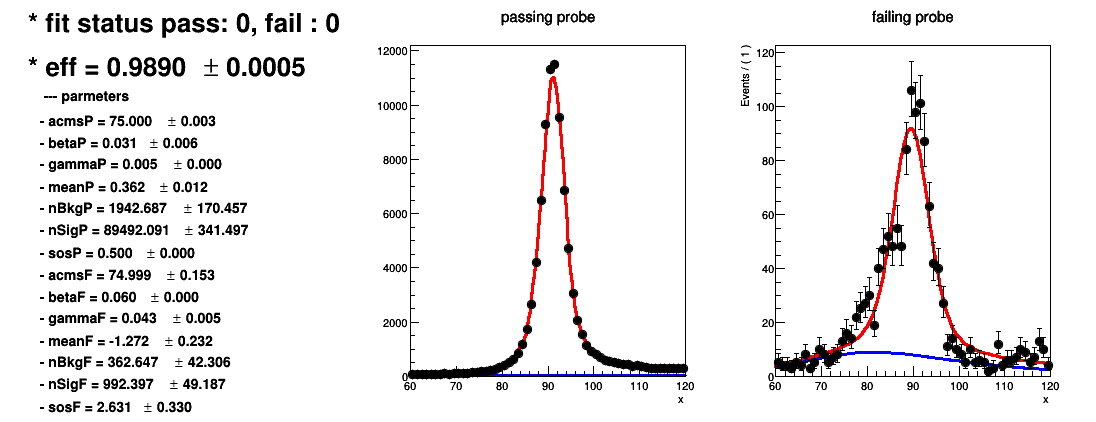 * fit status pass: 0, fail : 0
* eff = 0.9890 ± 0.0005
--- parmeters
- acmsP = 75.000 ± 0.003
- betaP = 0.031 ± 0.006
- gammaP = 0.005 ± 0.000
- meanP = 0.362 ± 0.012
- nBkgP = 1942.687 ± 170.457
- nSigP = 89492.091 ± 341.497
- sosP = 0.500 ± 0.000
- acmsF = 74.999 ± 0.153
- betaF = 0.060 ± 0.000
- gammaF = 0.043 ± 0.005
- meanF = -1.272 ± 0.232
- nBkgF = 362.647 ± 42.306
- nSigF = 992.397 ± 49.187
- sosF = 2.631 ± 0.330
passing probe
12000
10000
8000
6000
4000
2000
0
60 70 80 90 100 110 120
x
failing probe
Events / ( 1 )
120
100
80
60
40
20
0
60 70 80 90 100 110 120
x